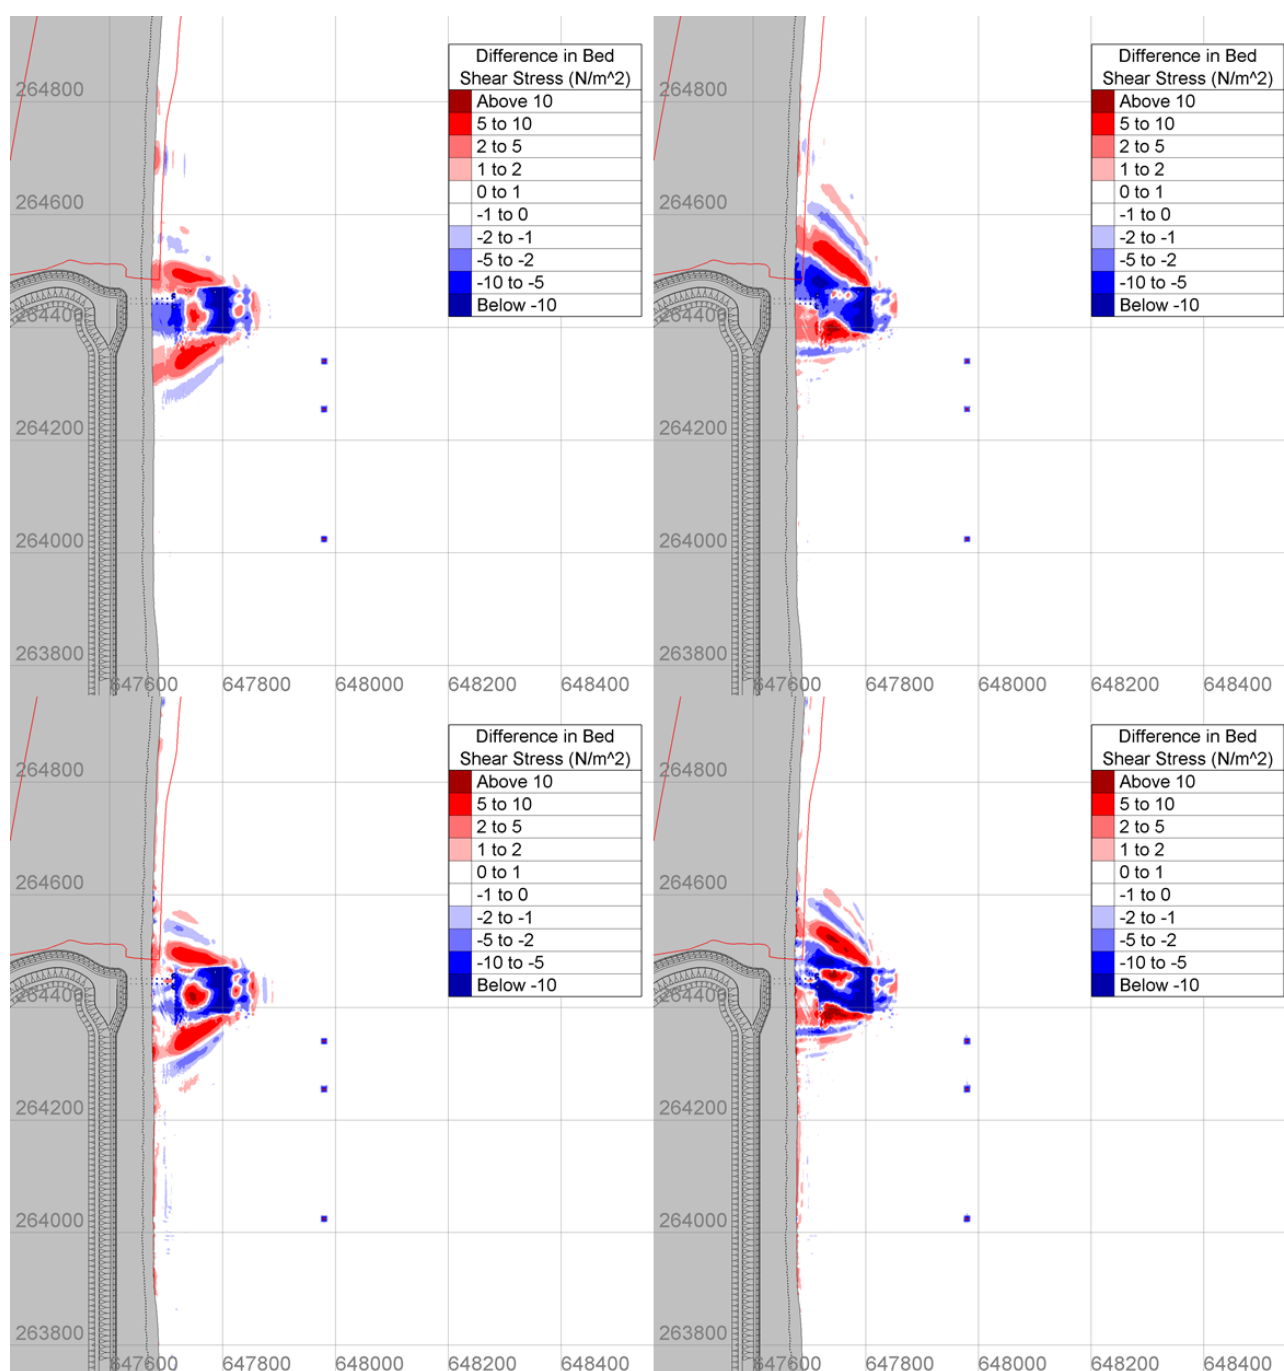 Difference in Bed
Shear Stress (N/m^2)
Above 10
5 to 10
2 to 5
1 to 2
0 to 1
-1 to 0
-2 to -1
-5 to -2
-10 to -5
Below -10
264800
264600
264400
264200
264000
263800
647600
647800
648000
648200
648400
Difference in Bed
Shear Stress (N/m^2)
Above 10
5 to 10
2 to 5
1 to 2
0 to 1
-1 to 0
-2 to -1
-5 to -2
-10 to -5
Below -10
264800
264600
264400
264200
264000
263800
647600
647800
648000
648200
648400
Difference in Bed
Shear Stress (N/m^2)
Above 10
5 to 10
2 to 5
1 to 2
0 to 1
-1 to 0
-2 to -1
-5 to -2
-10 to -5
Below -10
264800
264600
264400
264200
264000
263800
647600
647800
648000
648200
648400
Difference in Bed
Shear Stress (N/m^2)
Above 10
5 to 10
2 to 5
1 to 2
0 to 1
-1 to 0
-2 to -1
-5 to -2
-10 to -5
Below -10
264800
264600
264400
264200
264000
263800
647600
647800
648000
648200
648400